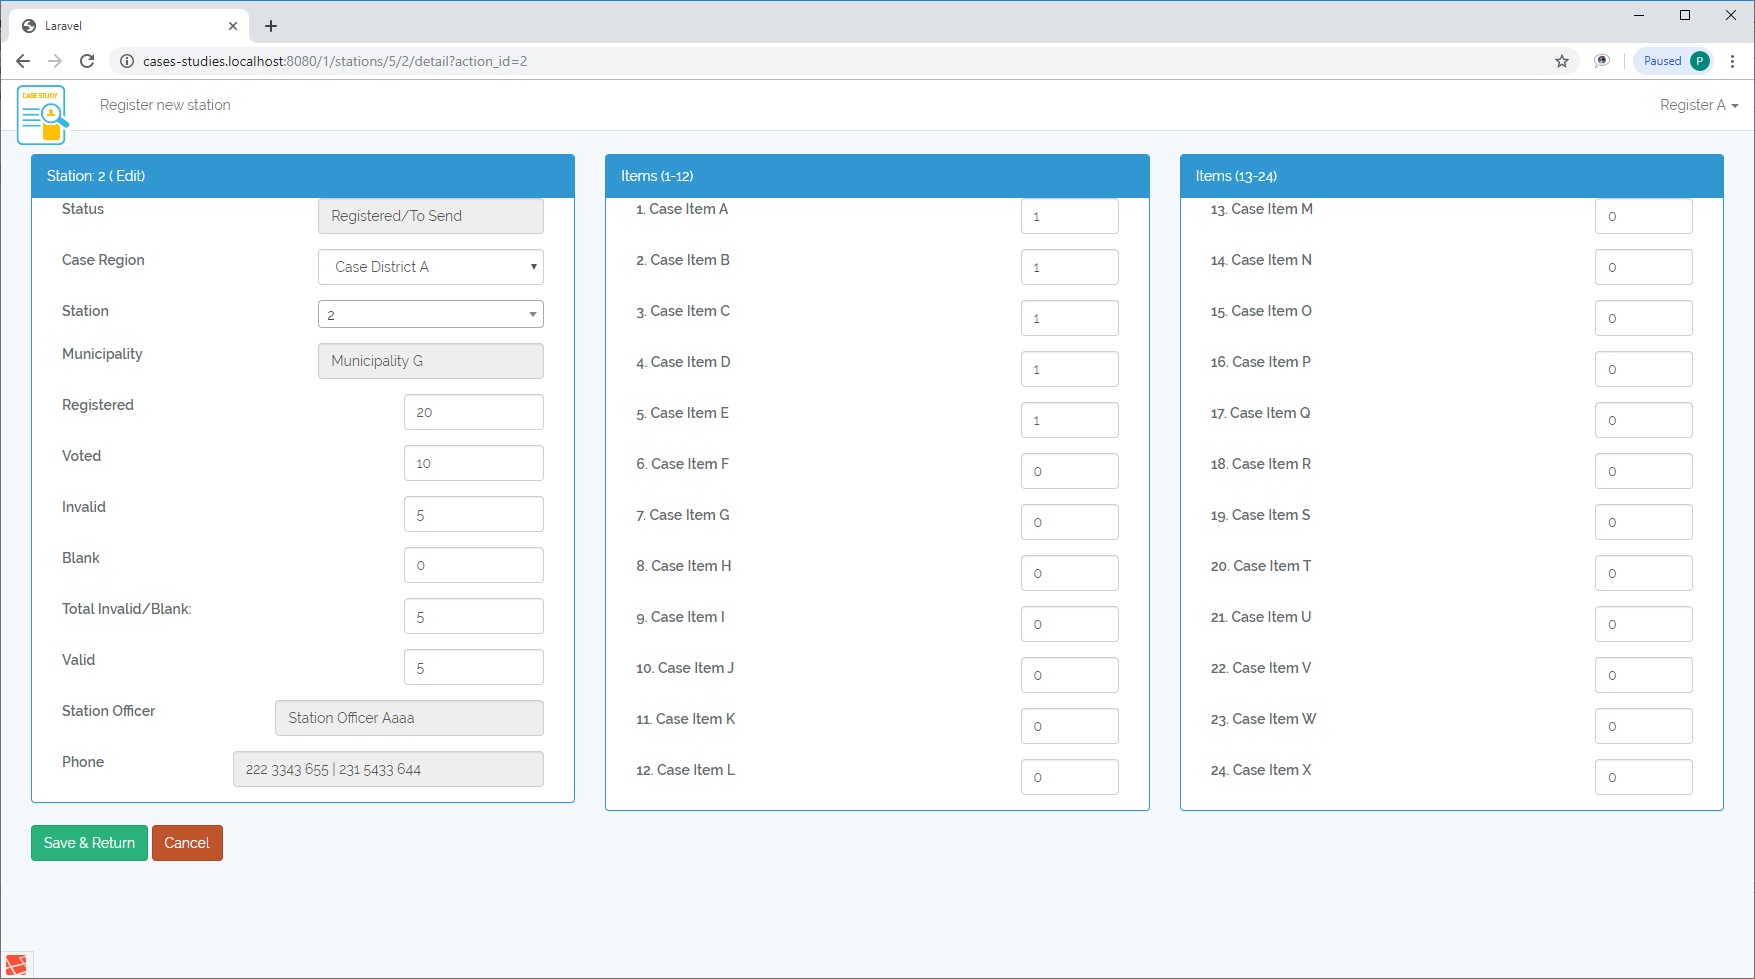 Laravel
cases-studies.localhost:8080/1/stations/5/2/detail?action_id=2
Paused P
CASE STUDY
Register new station
Register A
Station: 2 ( Edit)
Status Registered/To Send
Case Region Case District A
Station 2
Municipality Municipality G
Registered 20
Voted 10
Invalid 5
Blank 0
Total Invalid/Blank: 5
Valid 5
Station Officer Station Officer Aaaa
Phone 222 3343 655 | 231 5433 644
Items (1-12)
1. Case Item A 1
2. Case Item B 1
3. Case Item C 1
4. Case Item D 1
5. Case Item E 1
6. Case Item F 0
7. Case Item G 0
8. Case Item H 0
9. Case Item I 0
10. Case Item J 0
11. Case Item K 0
12. Case Item L 0
Items (13-24)
13. Case Item M 0
14. Case Item N 0
15. Case Item O 0
16. Case Item P 0
17. Case Item Q 0
18. Case Item R 0
19. Case Item S 0
20. Case Item T 0
21. Case Item U 0
22. Case Item V 0
23. Case Item W 0
24. Case Item X 0
Save & Return Cancel